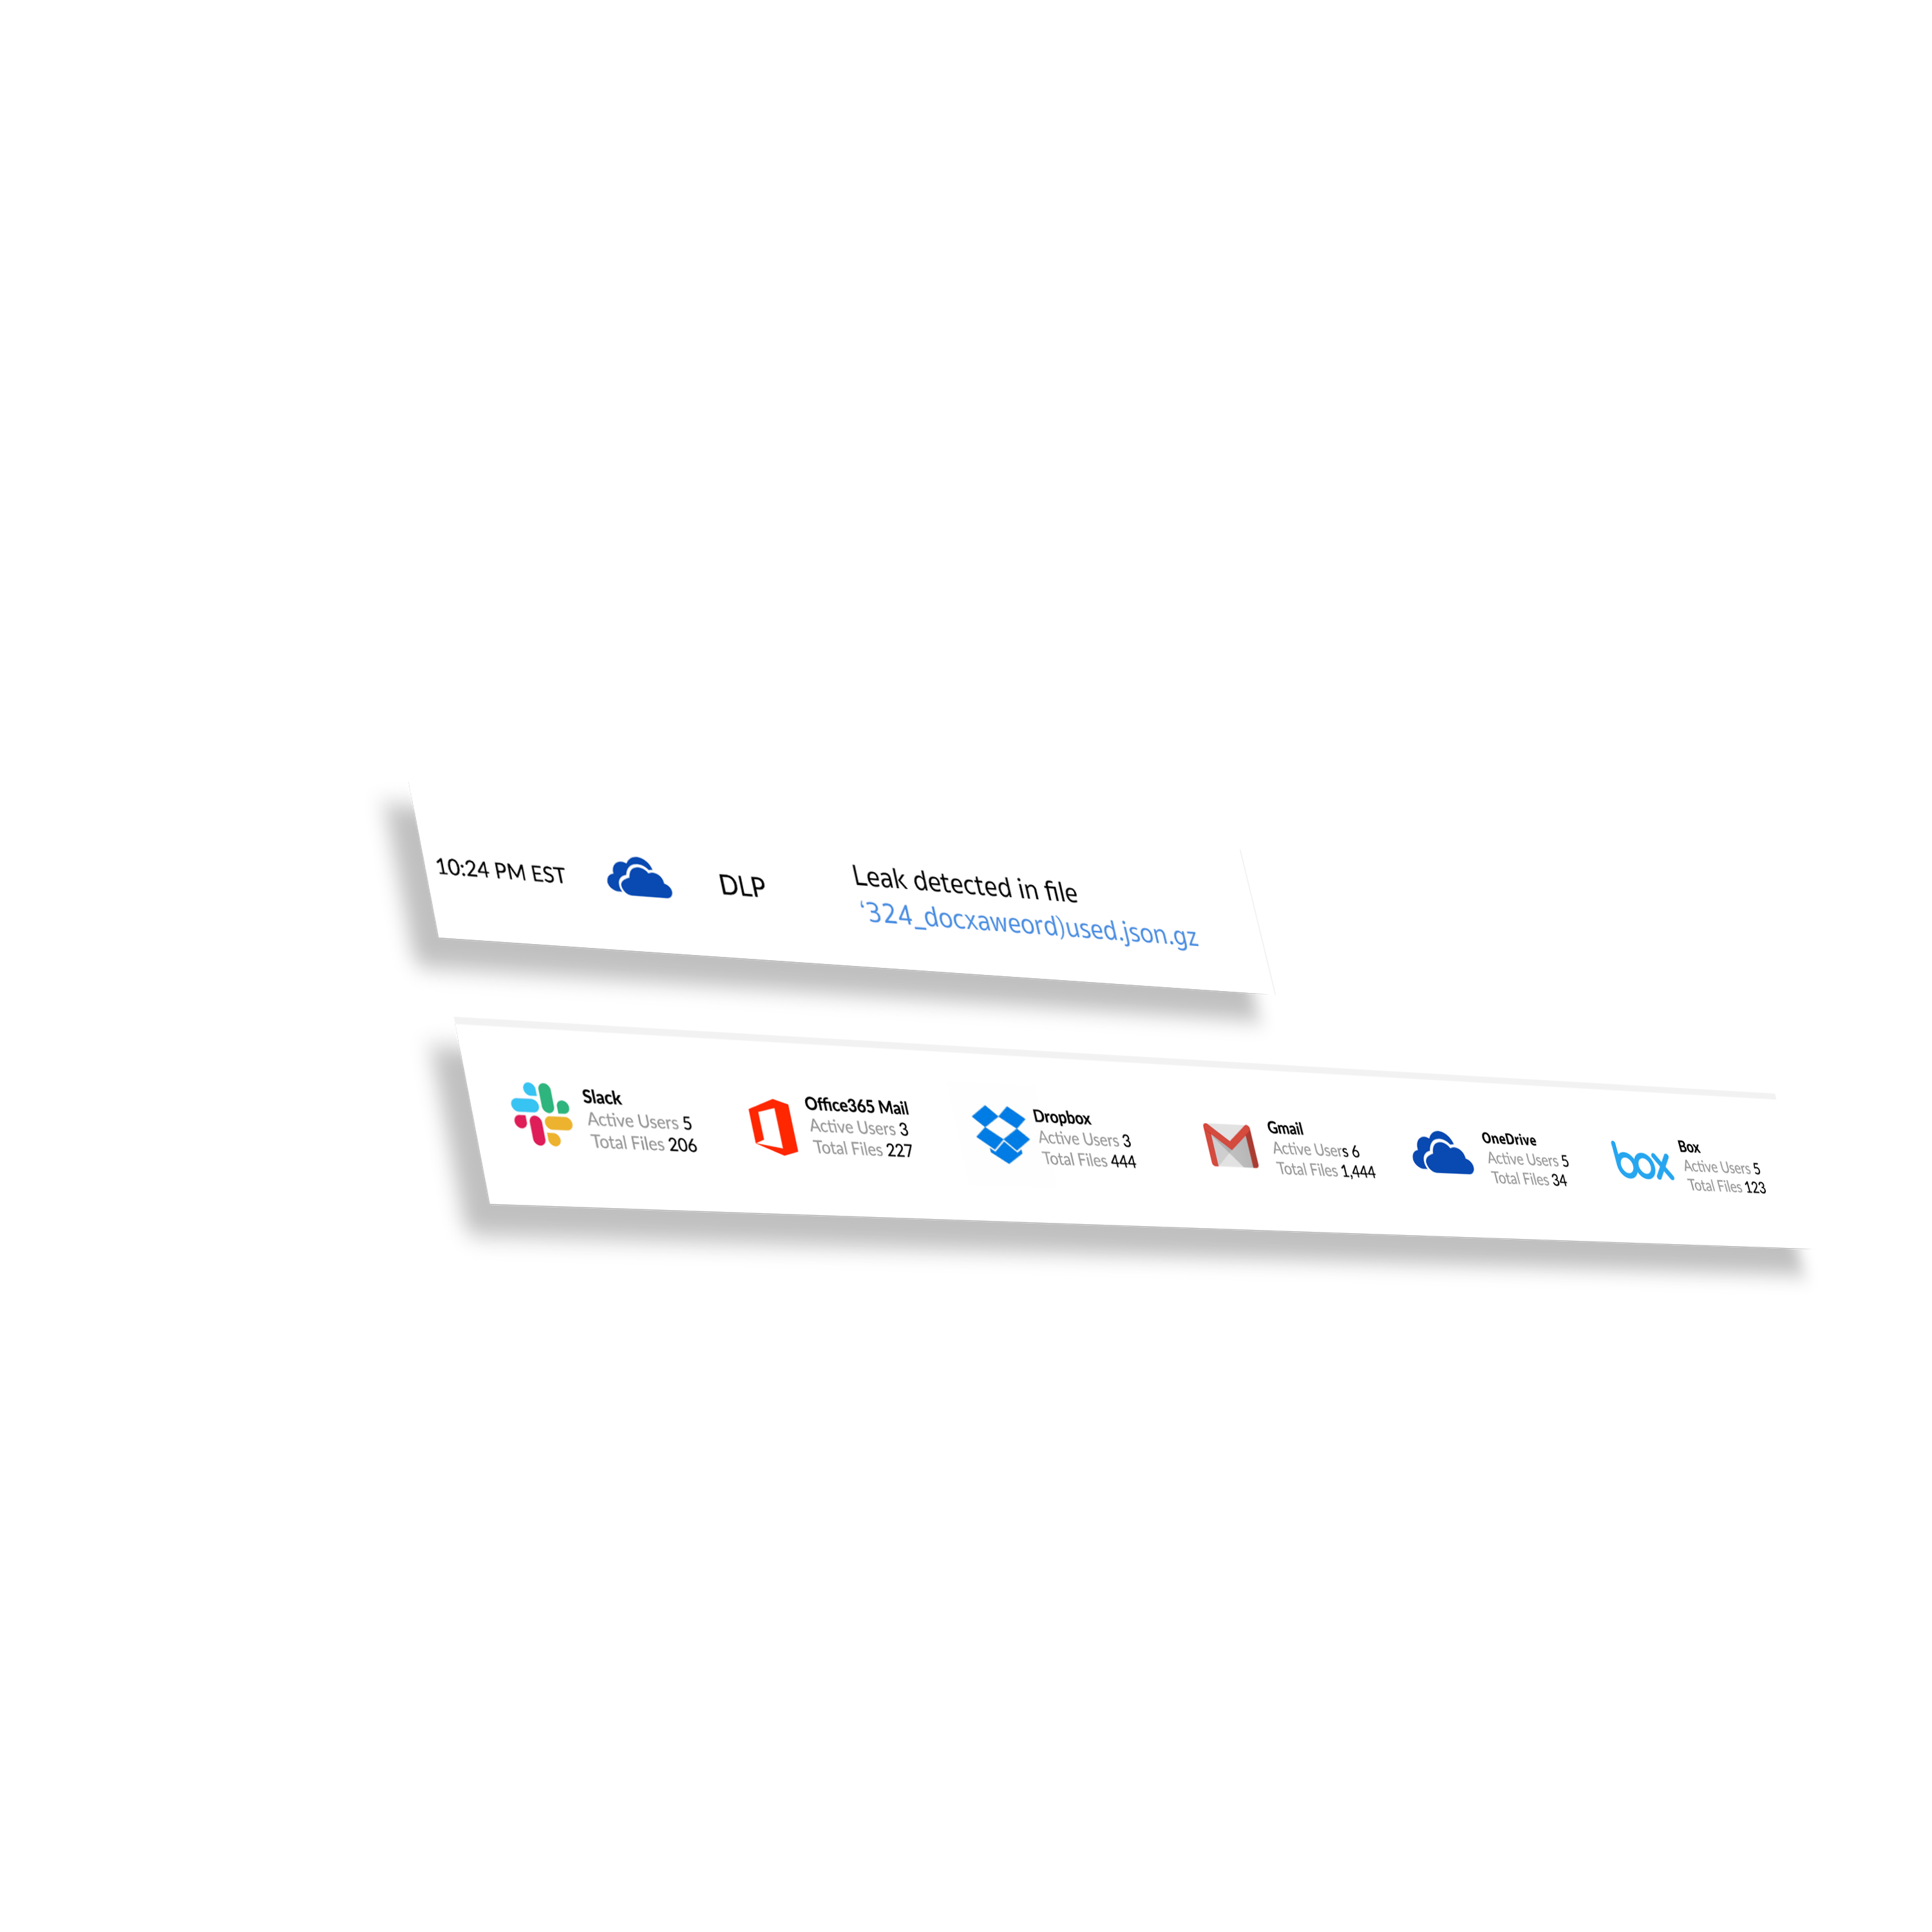 10:24 PM EST
DLP
Leak detected in file
‘324_docxaweord)used.json.gz
Slack
Active Users 5
Total Files 206
Office365 Mail
Active Users 3
Total Files 227
Dropbox
Active Users 3
Total Files 444
Gmail
Active Users 6
Total Files 1,444
OneDrive
Active Users 5
Total Files 34
box
Box
Active Users 5
Total Files 123